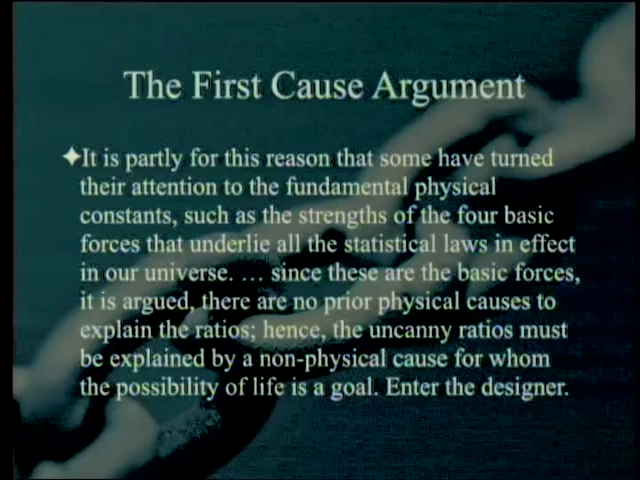 The First Cause Argument
✦It is partly for this reason that some have turned
their attention to the fundamental physical
constants, such as the strengths of the four basic
forces that underlie all the statistical laws in effect
in our universe. … since these are the basic forces,
it is argued, there are no prior physical causes to
explain the ratios; hence, the uncanny ratios must
be explained by a non-physical cause for whom
the possibility of life is a goal. Enter the designer.